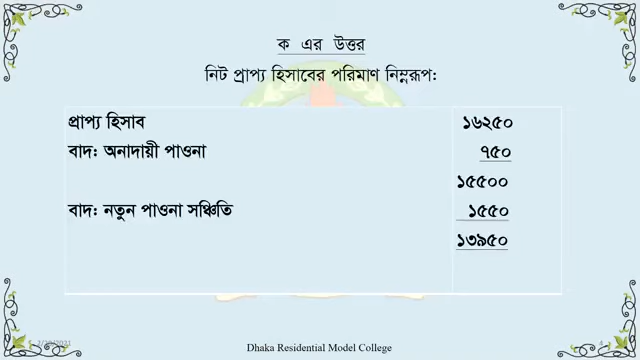 ক এর উত্তর
নিট প্রাপ্য হিসাবের পরিমাণ নিম্নরূপ:
প্রাপ্য হিসাব ১৬২৫০
বাদ: অনাদায়ী পাওনা ৭৫০
১৫৫০০
বাদ: নতুন পাওনা সঞ্চিতি ১৫৫০
১৩৯৫০
Dhaka Residential Model College
4